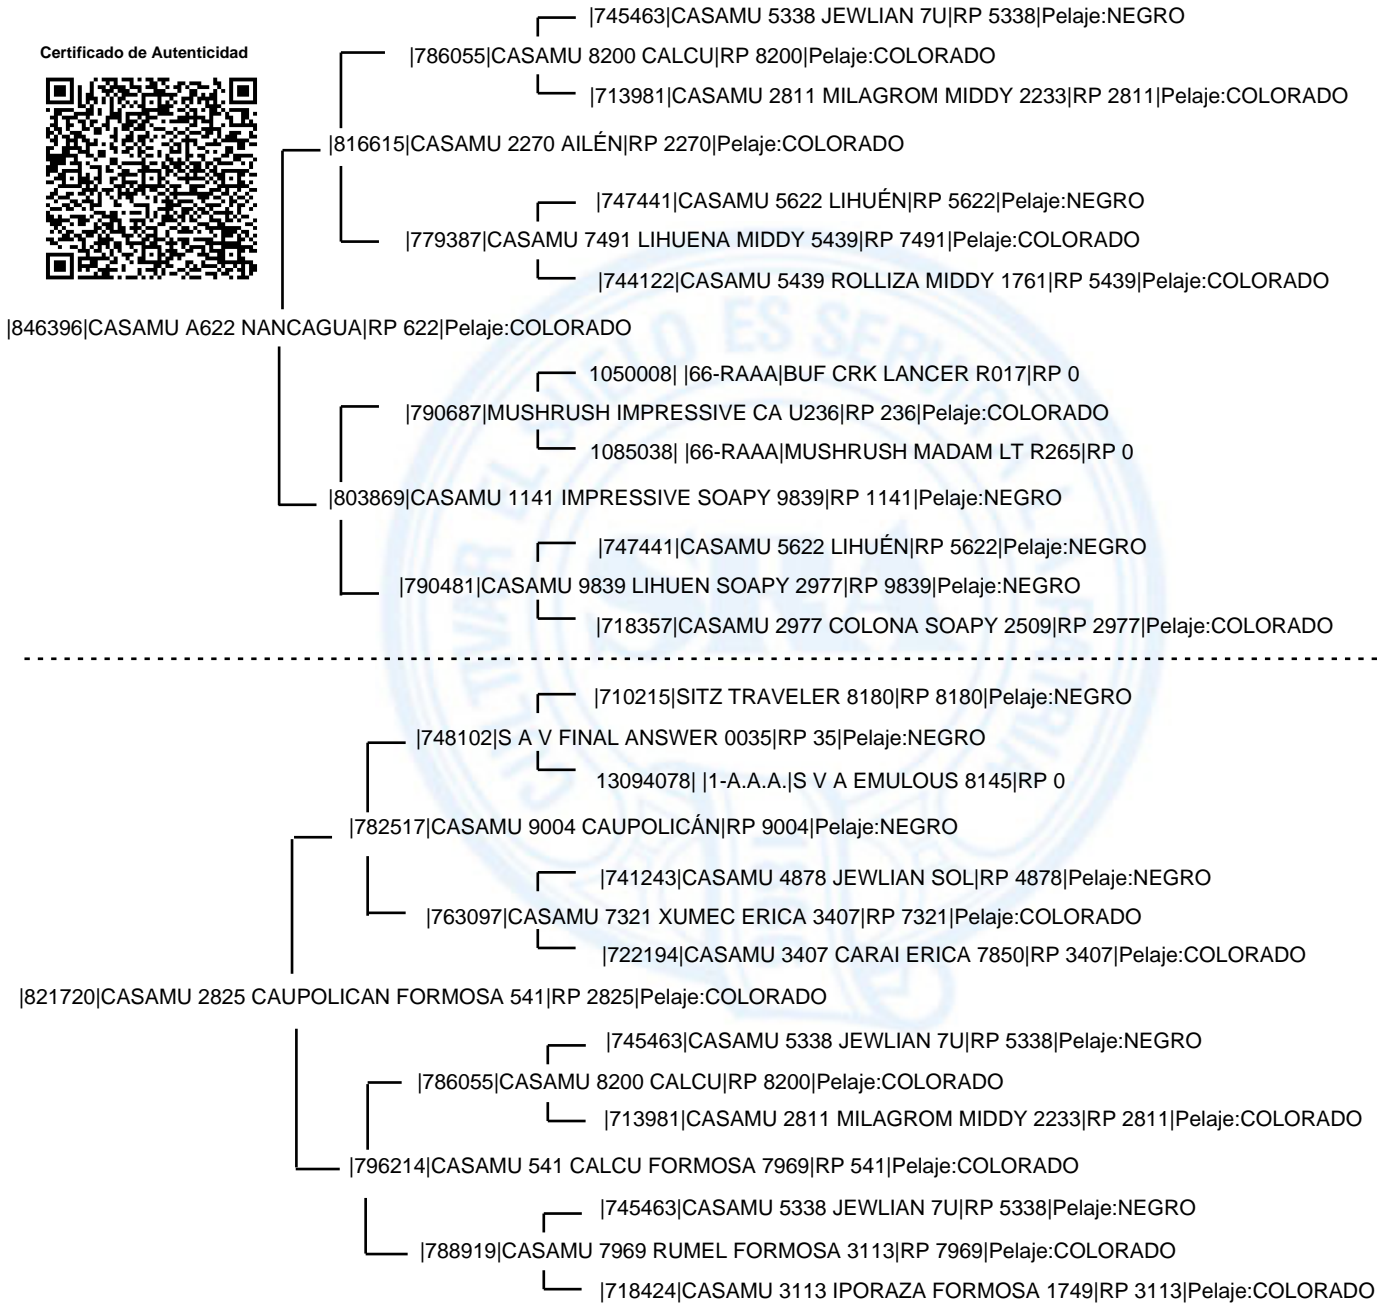 |745463|CASAMU 5338 JEWLIAN 7U|RP 5338|Pelaje:NEGRO
Certificado de Autenticidad
|786055|CASAMU 8200 CALCU|RP 8200|Pelaje:COLORADO
|713981|CASAMU 2811 MILAGROM MIDDY 2233|RP 2811|Pelaje:COLORADO
|816615|CASAMU 2270 AILÉN|RP 2270|Pelaje:COLORADO
|747441|CASAMU 5622 LIHUÉN|RP 5622|Pelaje:NEGRO
|779387|CASAMU 7491 LIHUENA MIDDY 5439|RP 7491|Pelaje:COLORADO
|744122|CASAMU 5439 ROLLIZA MIDDY 1761|RP 5439|Pelaje:COLORADO
|846396|CASAMU A622 NANCAGUA|RP 622|Pelaje:COLORADO
1050008| |66-RAAA|BUF CRK LANCER R017|RP 0
|790687|MUSHRUSH IMPRESSIVE CA U236|RP 236|Pelaje:COLORADO
1085038| |66-RAAA|MUSHRUSH MADAM LT R265|RP 0
|803869|CASAMU 1141 IMPRESSIVE SOAPY 9839|RP 1141|Pelaje:NEGRO
|747441|CASAMU 5622 LIHUÉN|RP 5622|Pelaje:NEGRO
|790481|CASAMU 9839 LIHUEN SOAPY 2977|RP 9839|Pelaje:NEGRO
|718357|CASAMU 2977 COLONA SOAPY 2509|RP 2977|Pelaje:COLORADO
|710215|SITZ TRAVELER 8180|RP 8180|Pelaje:NEGRO
|748102|S A V FINAL ANSWER 0035|RP 35|Pelaje:NEGRO
13094078| |1-A.A.A.|S V A EMULOUS 8145|RP 0
|782517|CASAMU 9004 CAUPOLICÁN|RP 9004|Pelaje:NEGRO
|741243|CASAMU 4878 JEWLIAN SOL|RP 4878|Pelaje:NEGRO
|763097|CASAMU 7321 XUMEC ERICA 3407|RP 7321|Pelaje:COLORADO
|722194|CASAMU 3407 CARAI ERICA 7850|RP 3407|Pelaje:COLORADO
|821720|CASAMU 2825 CAUPOLICAN FORMOSA 541|RP 2825|Pelaje:COLORADO
|745463|CASAMU 5338 JEWLIAN 7U|RP 5338|Pelaje:NEGRO
|786055|CASAMU 8200 CALCU|RP 8200|Pelaje:COLORADO
|713981|CASAMU 2811 MILAGROM MIDDY 2233|RP 2811|Pelaje:COLORADO
|796214|CASAMU 541 CALCU FORMOSA 7969|RP 541|Pelaje:COLORADO
|745463|CASAMU 5338 JEWLIAN 7U|RP 5338|Pelaje:NEGRO
|788919|CASAMU 7969 RUMEL FORMOSA 3113|RP 7969|Pelaje:COLORADO
|718424|CASAMU 3113 IPORAZA FORMOSA 1749|RP 3113|Pelaje:COLORADO
CULTIVAR EL SUELO ES SERVIR A LA PATRIA
SRA
1866